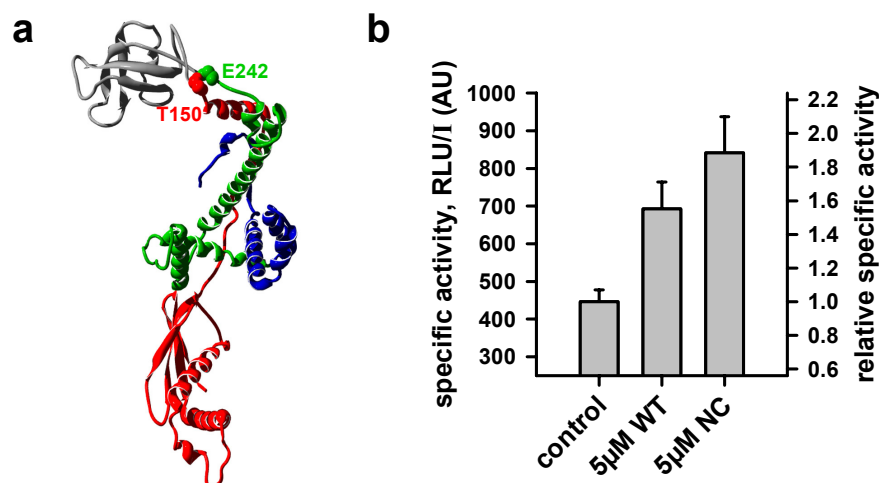 a
E242
T150
b
specific activity, RLU/I (AU)
1000
900
800
700
600
500
400
300
2.2
2.0
1.8
1.6
1.4
1.2
1.0
0.8
0.6
relative specific activity
control
5µM WT
5µM NC